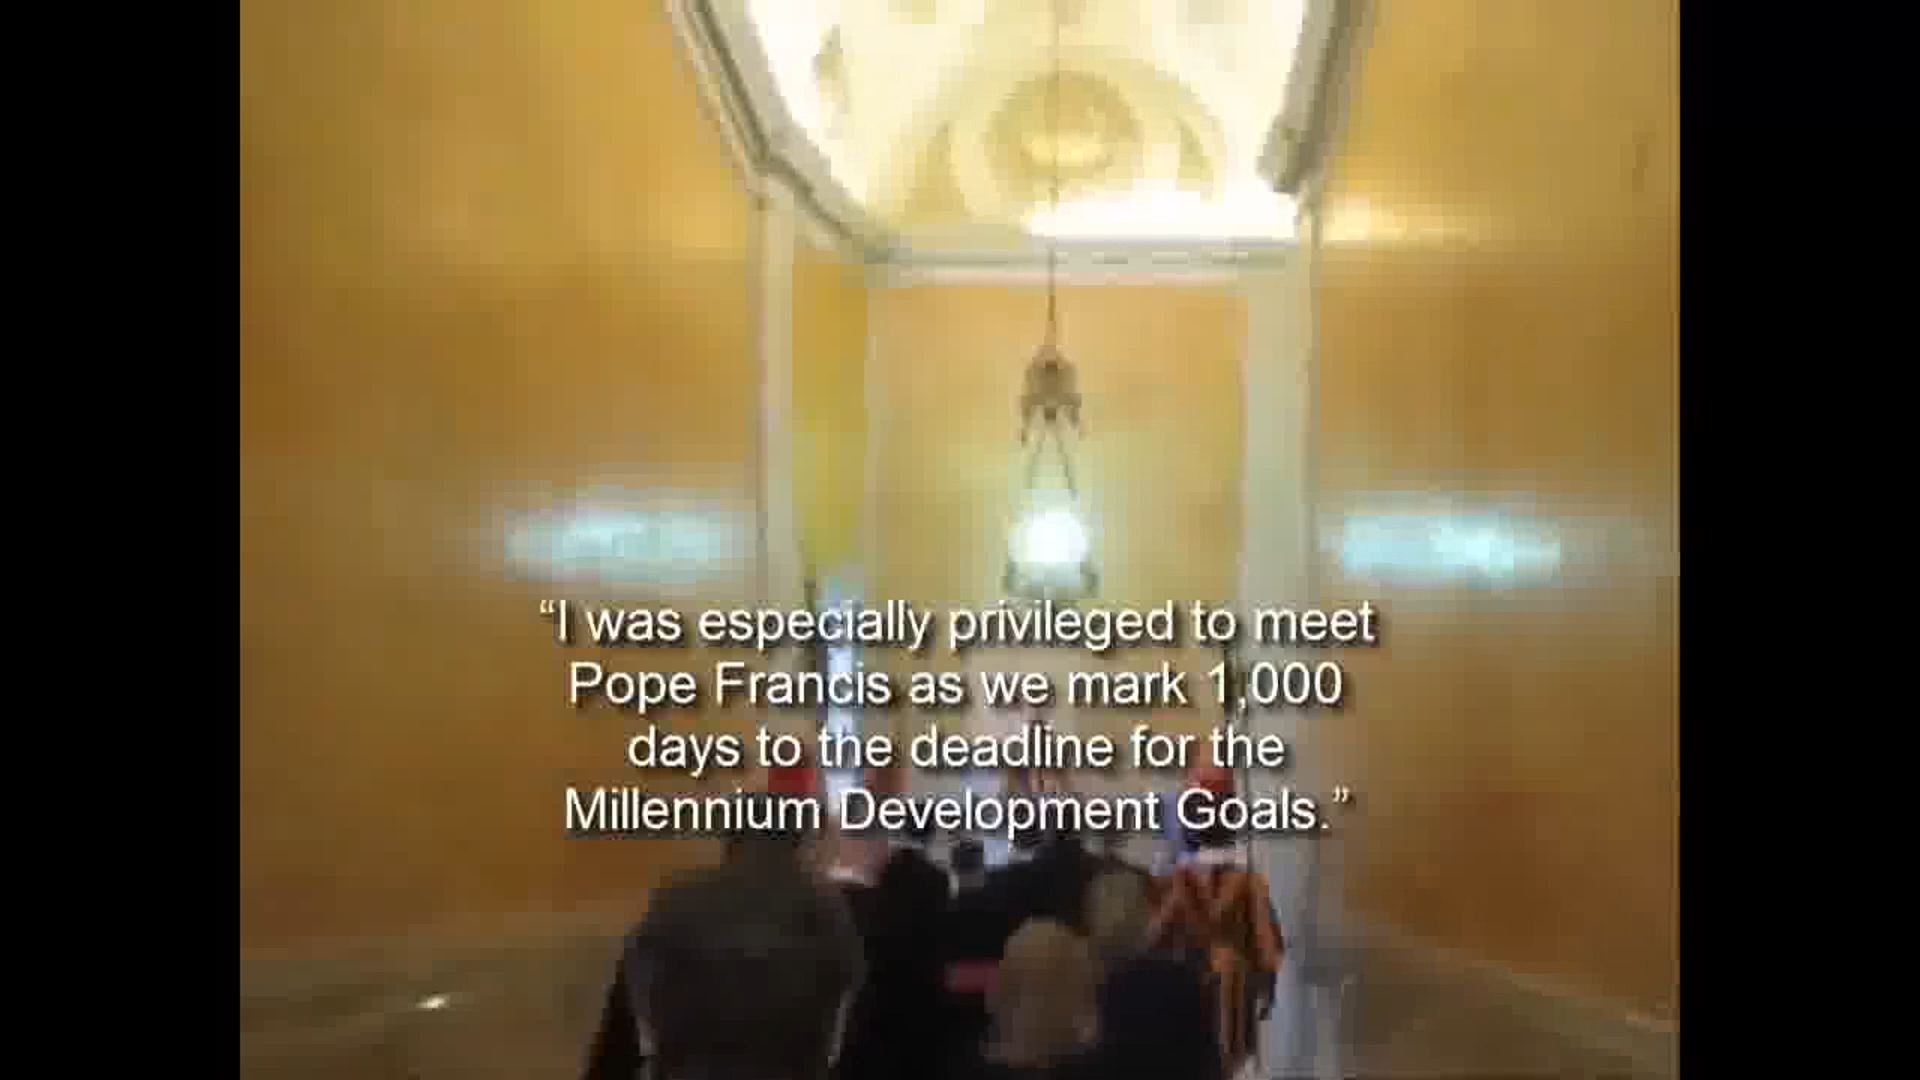 “I was especially privileged to meet
Pope Francis as we mark 1,000
days to the deadline for the
Millennium Development Goals.”